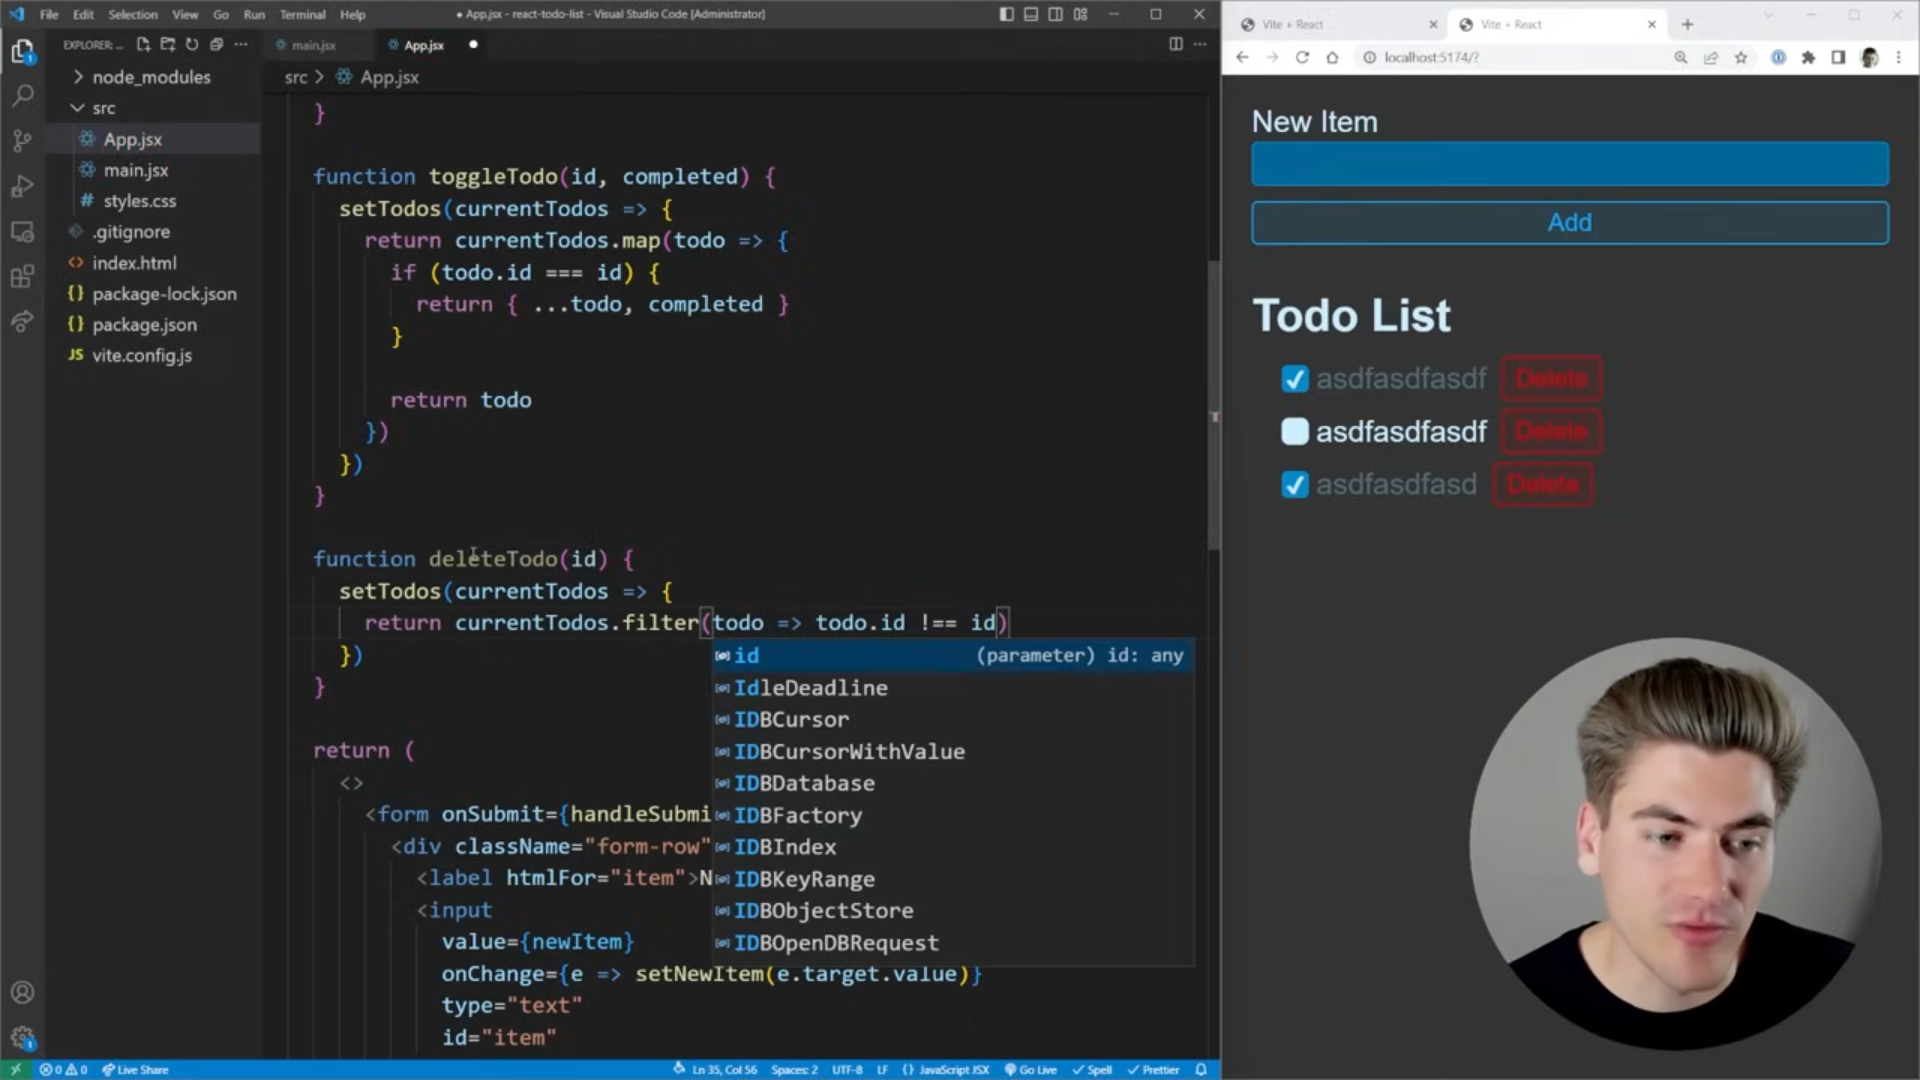 File Edit Selection View Go Run Terminal Help
● App.jsx - react-todo-list - Visual Studio Code [Administrator]
EXPLORER: ...
main.jsx
App.jsx
node_modules
src
App.jsx
main.jsx
# styles.css
.gitignore
<> index.html
{} package-lock.json
{} package.json
JS vite.config.js
src > App.jsx
}
function toggleTodo(id, completed) {
setTodos(currentTodos => {
return currentTodos.map(todo => {
if (todo.id === id) {
return { ...todo, completed }
}
return todo
})
})
}
function deleteTodo(id) {
setTodos(currentTodos => {
return currentTodos.filter(todo => todo.id !== id)
})
}
id (parameter) id: any
IdleDeadline
IDBCursor
IDBCursorWithValue
IDBDatabase
IDBFactory
IDBIndex
IDBKeyRange
IDBObjectStore
IDBOpenDBRequest
return (
<>
<form onSubmit={handleSubmi
<div className="form-row"
<label htmlFor="item">N
<input
value={newItem}
onChange={e => setNewItem(e.target.value)}
type="text"
id="item"
0 0 Live Share
Ln 35, Col 56 Spaces: 2 UTF-8 LF {} JavaScript JSX Go Live Spell Prettier
Vite + React
Vite + React
localhost:5174/?
New Item
Add
Todo List
asdfasdfasdf Delete
asdfasdfasdf Delete
asdfasdfasd Delete